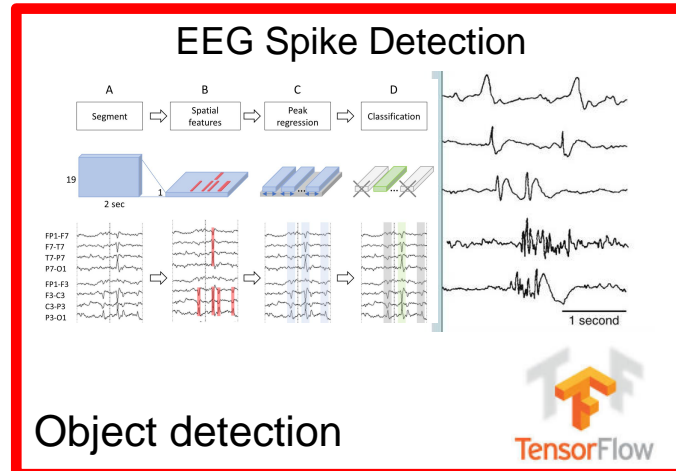 EEG Spike Detection
A B C D
Segment Spatial features Peak regression Classification
19
2 sec
1
... ...
FP1-F7
F7-T7
T7-P7
P7-O1
FP1-F3
F3-C3
C3-P3
P3-O1
1 second
Object detection
TensorFlow